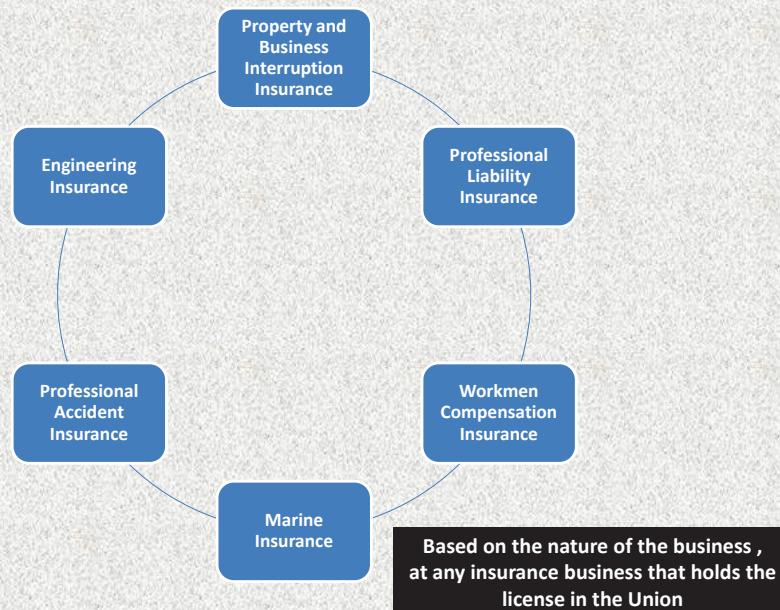 Property and
Business
Interruption
Insurance
Professional
Liability
Insurance
Workmen
Compensation
Insurance
Marine
Insurance
Professional
Accident
Insurance
Engineering
Insurance
Based on the nature of the business ,
at any insurance business that holds the
license in the Union